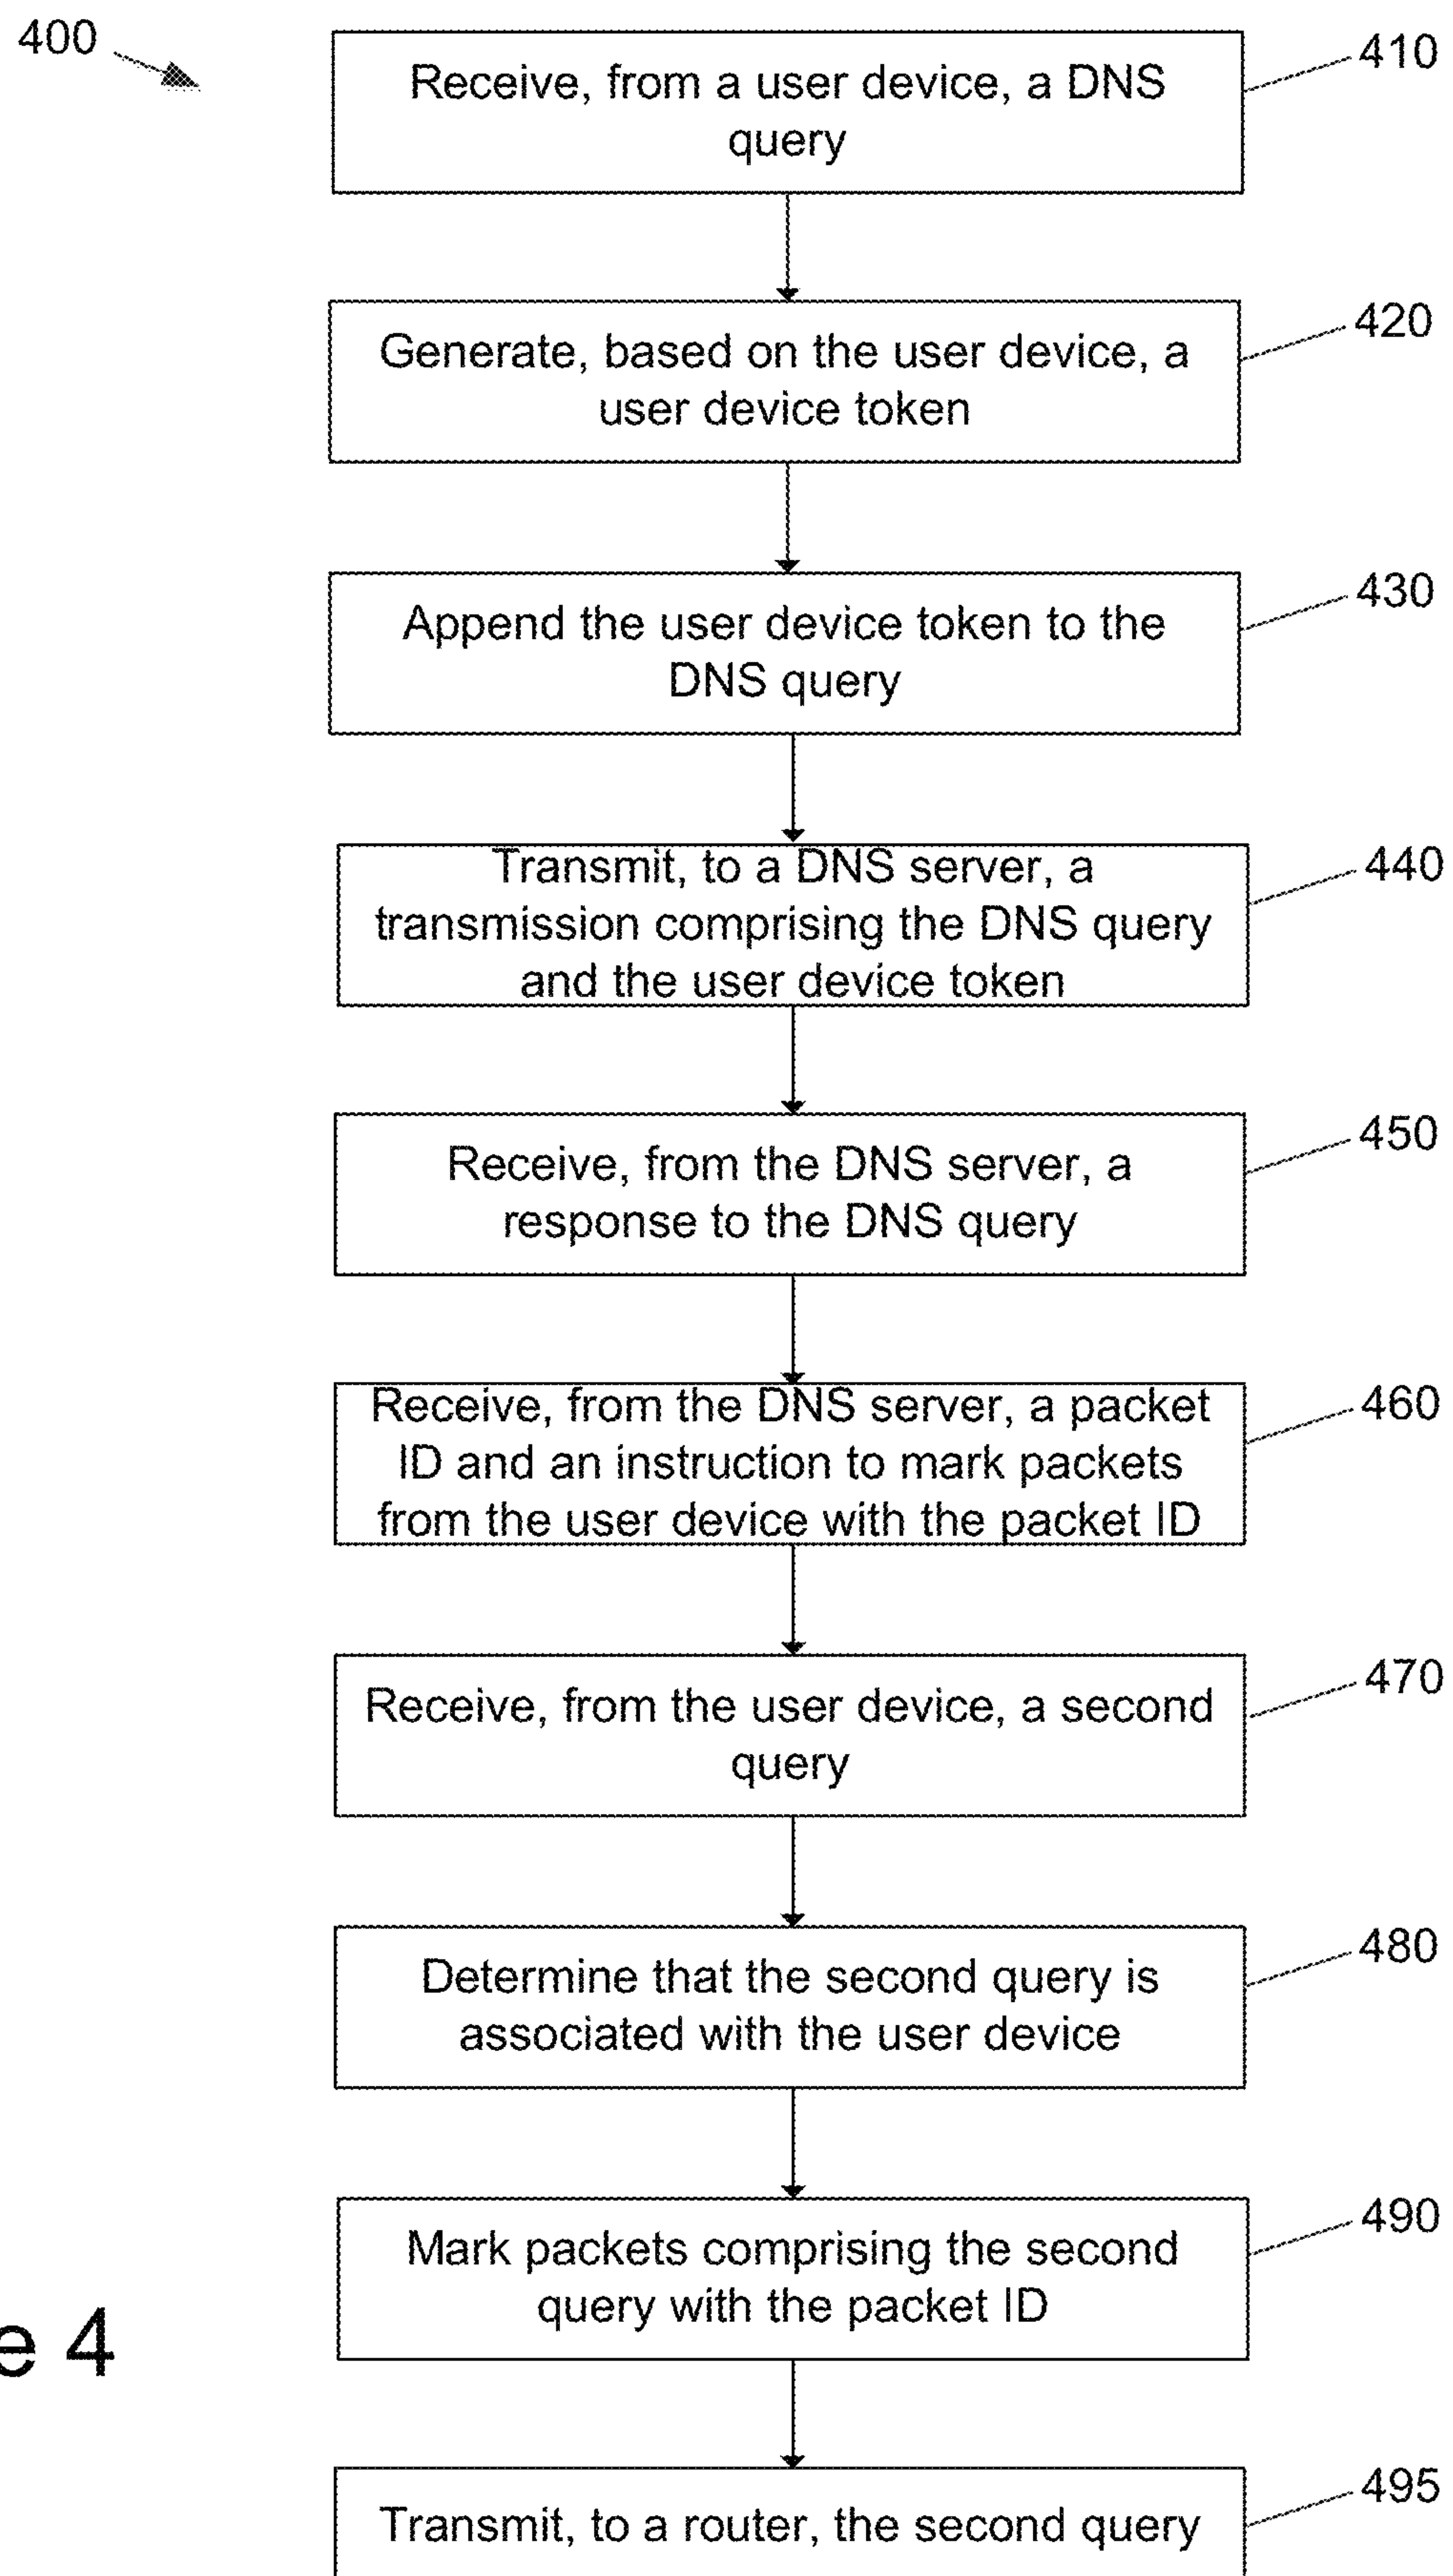 400
Receive, from a user device, a DNS
query
410
Generate, based on the user device, a
user device token
420
Append the user device token to the
DNS query
430
Transmit, to a DNS server, a
transmission comprising the DNS query
and the user device token
440
Receive, from the DNS server, a
response to the DNS query
450
Receive, from the DNS server, a packet
ID and an instruction to mark packets
from the user device with the packet ID
460
Receive, from the user device, a second
query
470
Determine that the second query is
associated with the user device
480
Mark packets comprising the second
query with the packet ID
490
e 4
Transmit, to a router, the second query
495